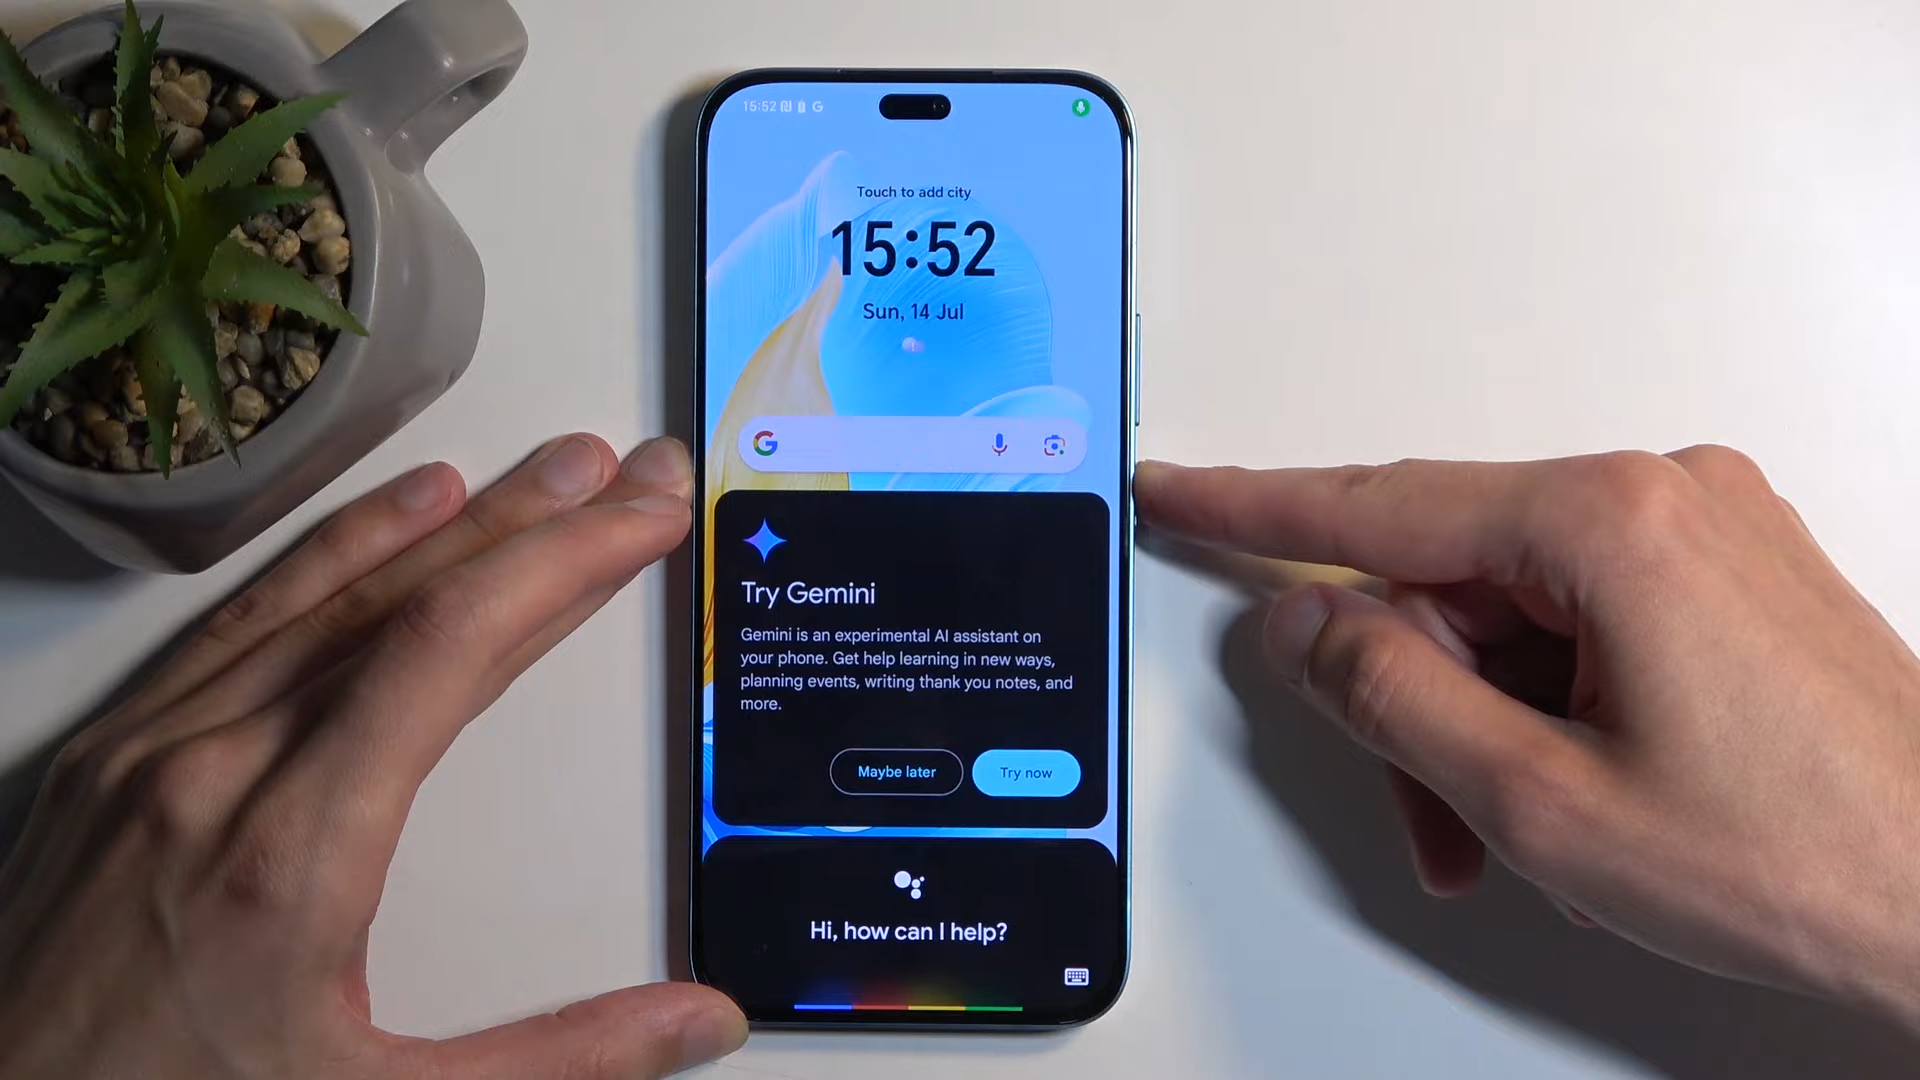 15:52
Touch to add city
15:52
Sun, 14 Jul
Try Gemini
Gemini is an experimental AI assistant on
your phone. Get help learning in new ways,
planning events, writing thank you notes, and
more.
Maybe later
Try now
Hi, how can I help?